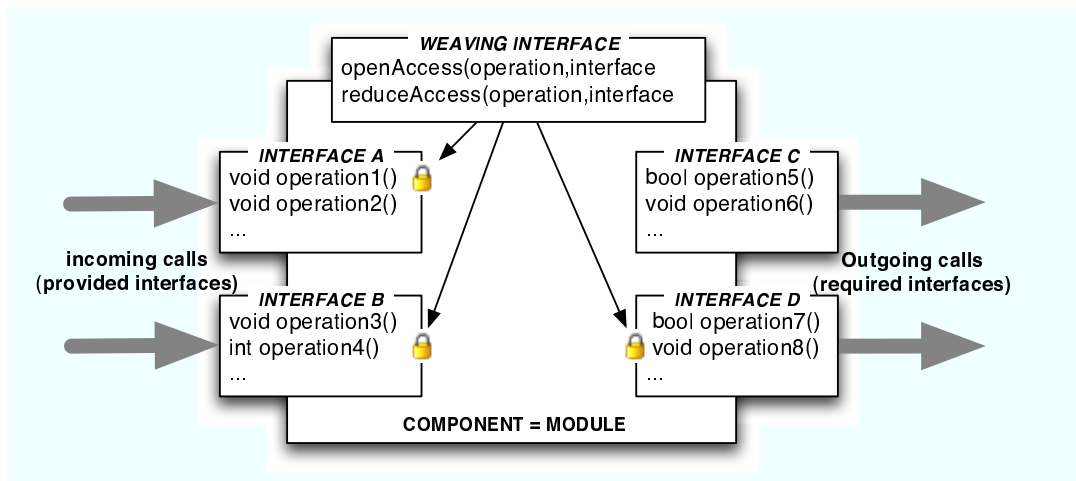 WEAVING INTERFACE
openAccess(operation,interface
reduceAccess(operation,interface
INTERFACE A
void operation1()
void operation2()
...
INTERFACE C
bool operation5()
void operation6()
...
incoming calls
(provided interfaces)
Outgoing calls
(required interfaces)
INTERFACE B
void operation3()
int operation4()
...
INTERFACE D
bool operation7()
void operation8()
...
COMPONENT = MODULE